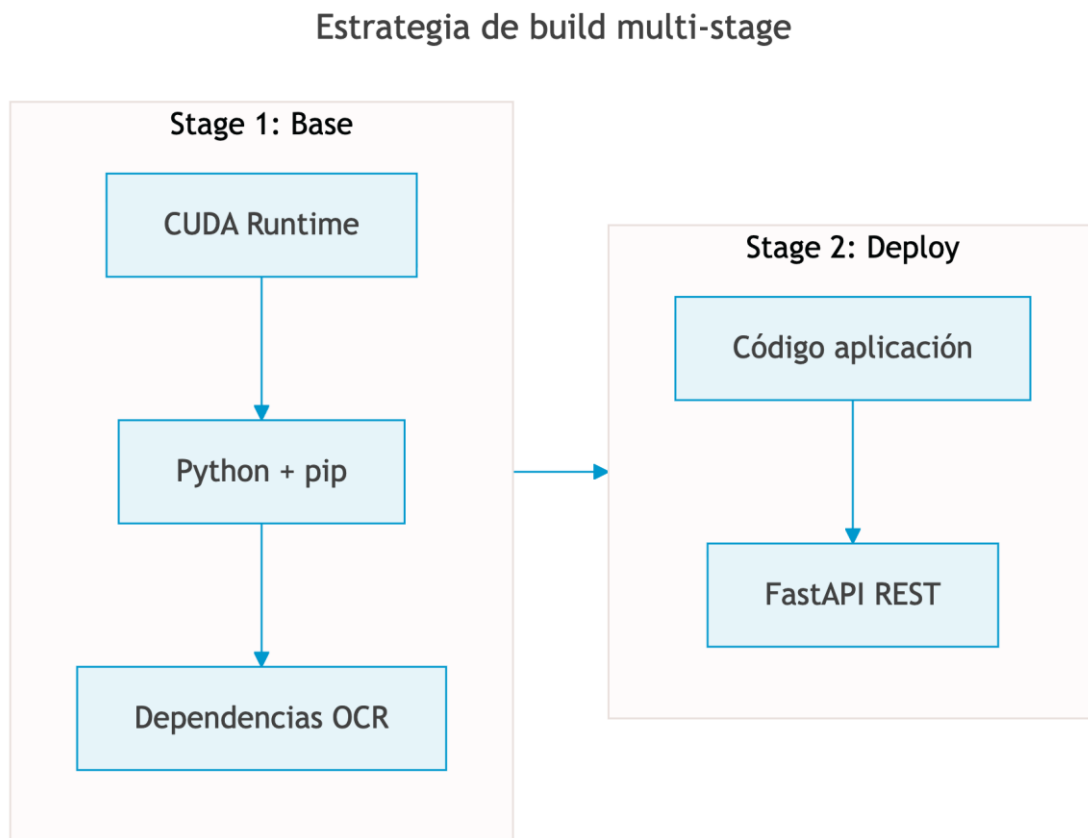 Estrategia de build multi-stage
Stage 1: Base
CUDA Runtime
Python + pip
Dependencias OCR
Stage 2: Deploy
Código aplicación
FastAPI REST